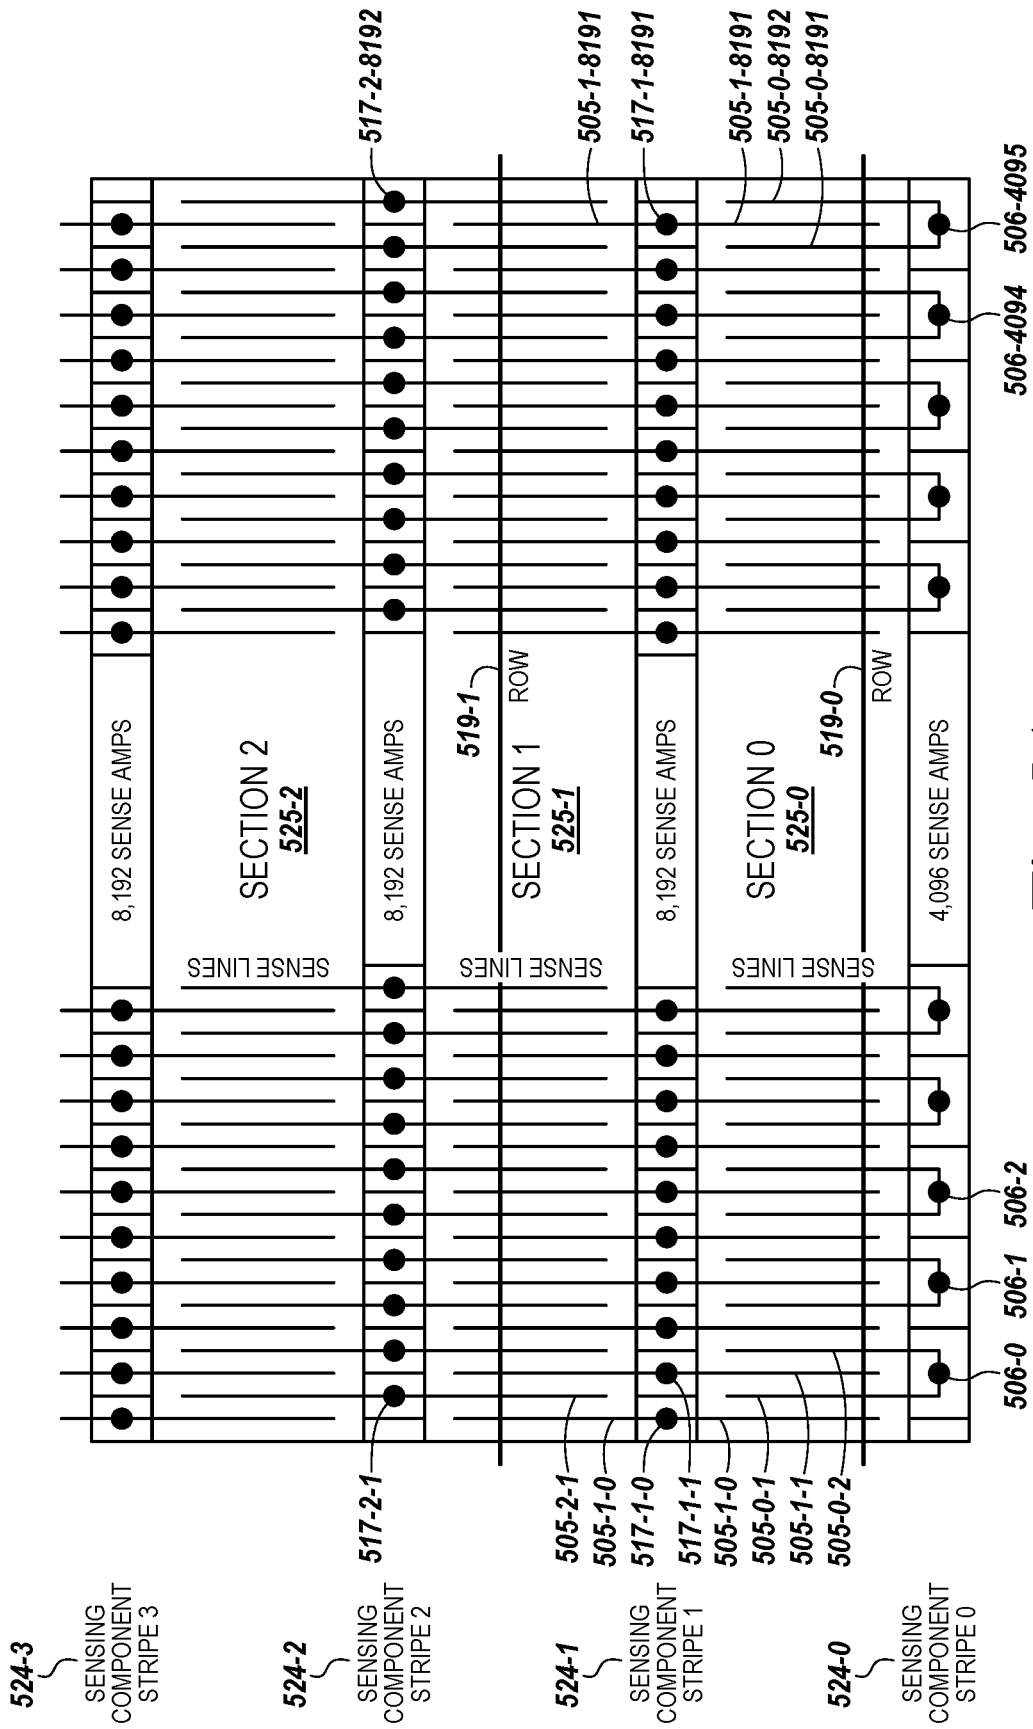 524-3
SENSING
COMPONENT
STRIPE 3
8,192 SENSE AMPS
SENSE LINES
SECTION 2
525-2
524-2
SENSING
COMPONENT
STRIPE 2
517-2-1
8,192 SENSE AMPS
517-2-8192
519-1
ROW
SENSE LINES
SECTION 1
525-1
505-2-1
505-1-0
505-1-8191
524-1
SENSING
COMPONENT
STRIPE 1
517-1-0
517-1-1
8,192 SENSE AMPS
517-1-8191
505-1-0
505-0-1
505-1-1
505-0-2
SENSE LINES
SECTION 0
525-0
505-1-8191
505-0-8192
505-0-8191
519-0
ROW
524-0
SENSING
COMPONENT
STRIPE 0
4,096 SENSE AMPS
506-0
506-1
506-2
506-4094
506-4095